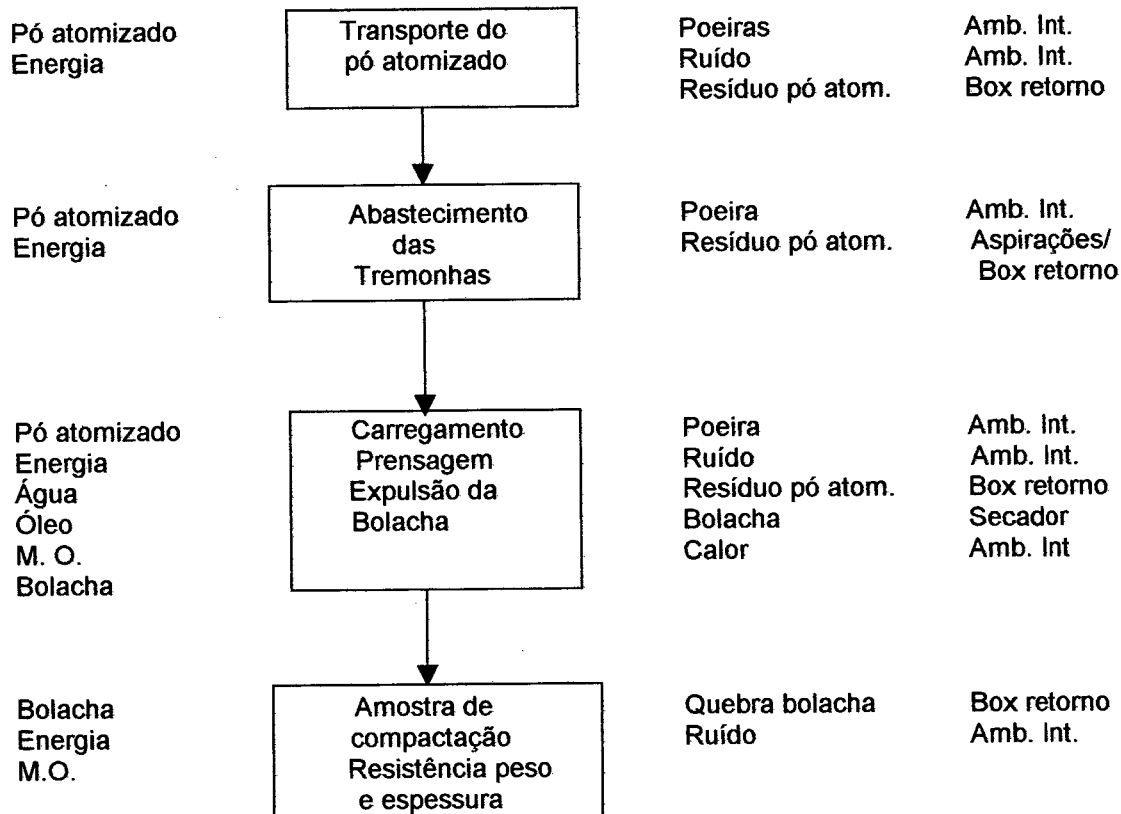 Pó atomizado
Energia
Transporte do
pó atomizado
Poeiras Amb. Int.
Ruído Amb. Int.
Resíduo pó atom. Box retorno
Pó atomizado
Energia
Abastecimento
das
Tremonhas
Poeira Amb. Int.
Resíduo pó atom. Aspirações/
Box retorno
Pó atomizado
Energia
Água
Óleo
M. O.
Bolacha
Carregamento
Prensagem
Expulsão da
Bolacha
Poeira Amb. Int.
Ruído Amb. Int.
Resíduo pó atom. Box retorno
Bolacha Secador
Calor Amb. Int
Bolacha
Energia
M.O.
Amostra de
compactação
Resistência peso
e espessura
Quebra bolacha Box retorno
Ruído Amb. Int.